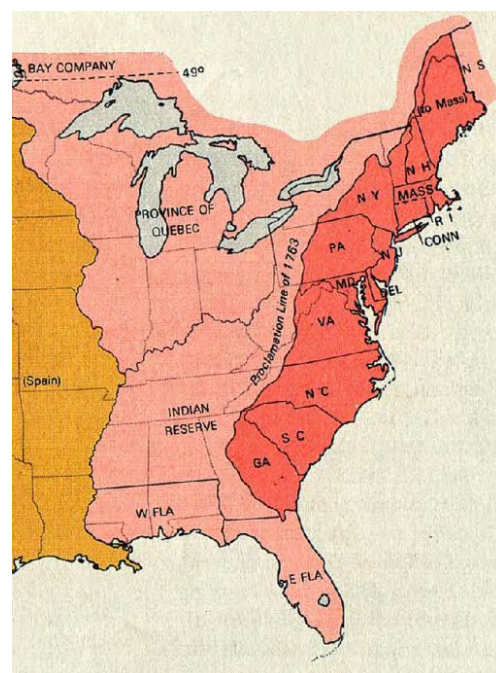 BAY COMPANY
49°
N S
(to Mass)
N H
N Y
MASS
R I
CONN
PROVINCE OF
QUEBEC
PA
N J
MD
DEL
VA
Proclamation Line of 1763
(Spain)
N C
INDIAN
RESERVE
S C
GA
W FLA
E FLA